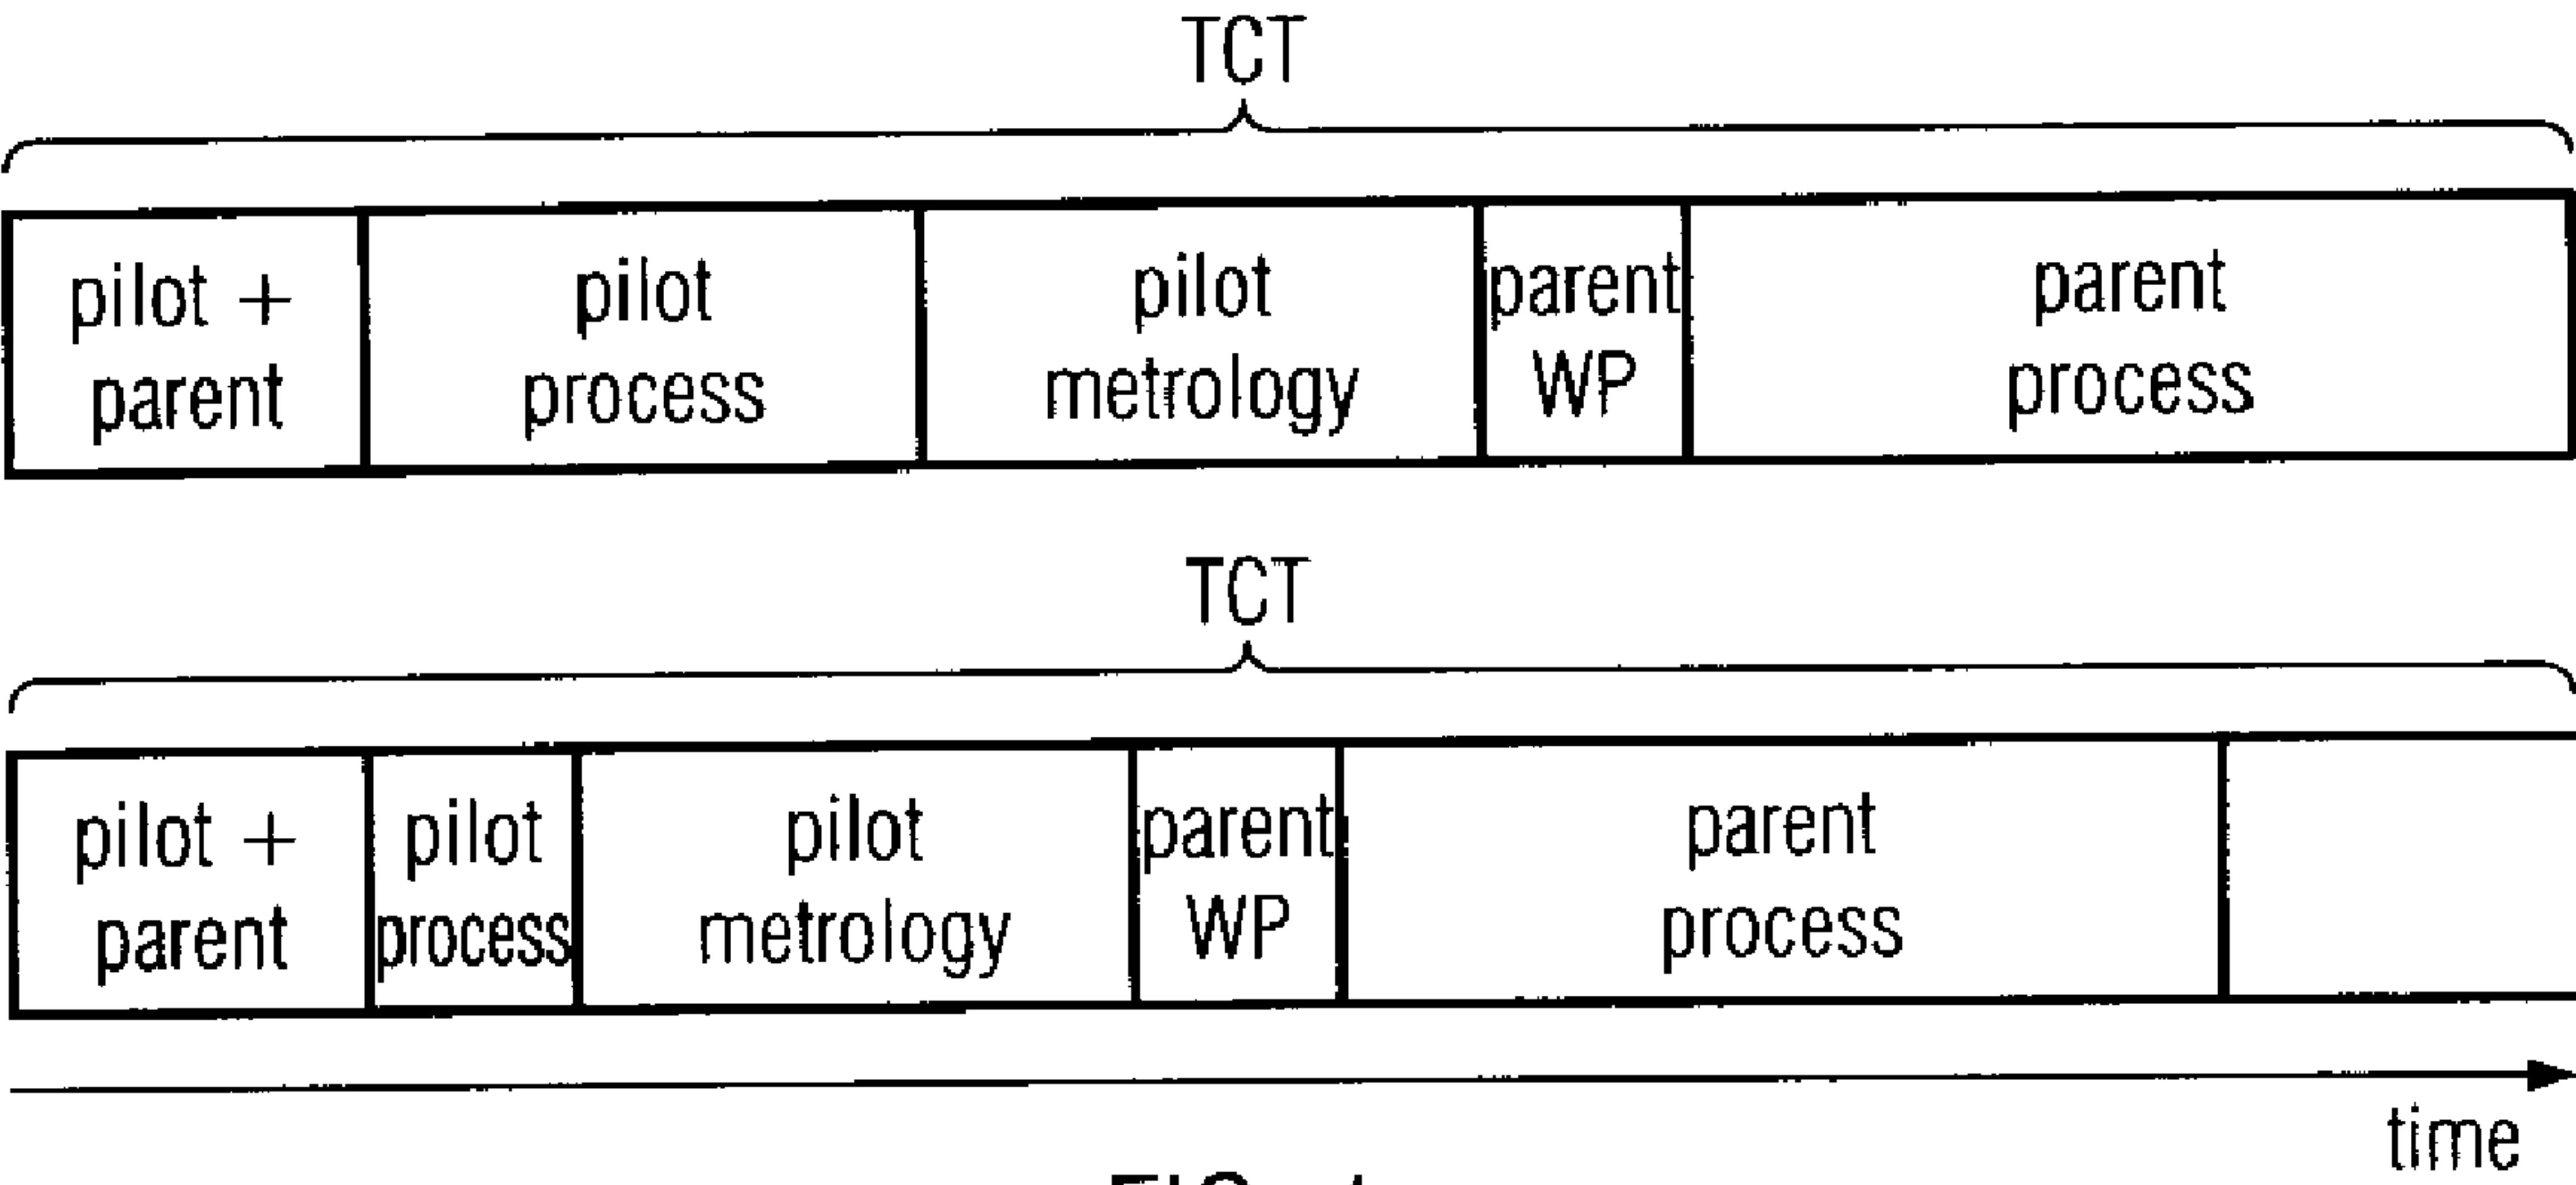 TCT
pilot + parent
pilot process
pilot metrology
parent WP
parent process
TCT
pilot + parent
pilot process
pilot metrology
parent WP
parent process
time